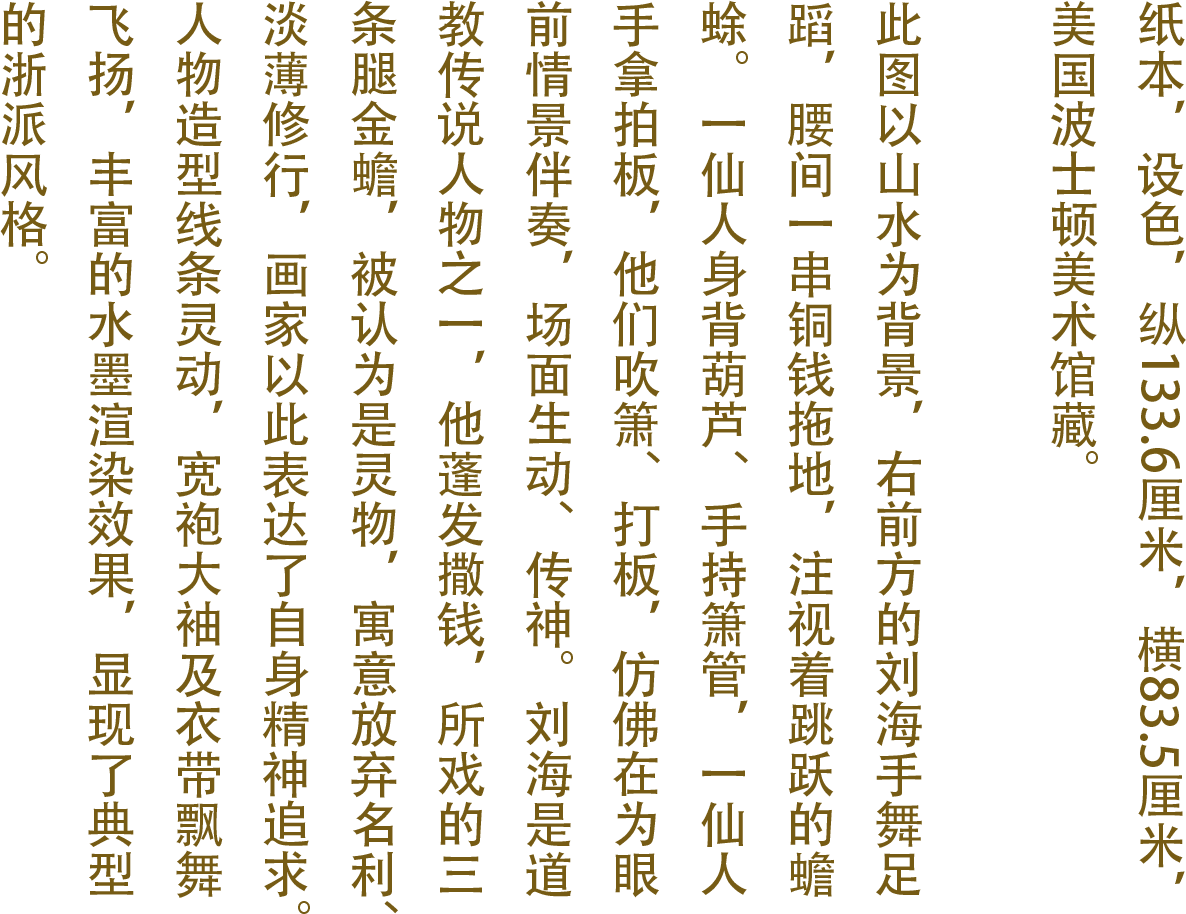 纸本，设色，纵133.6厘米，横83.5厘米，
美国波士顿美术馆藏。
此图以山水为背景，右前方的刘海手舞足
蹈，腰间一串铜钱拖地，注视着跳跃的蟾
蜍。一仙人身背葫芦、手持箫管，一仙人
手拿拍板，他们吹箫、打板，仿佛在为眼
前情景伴奏，场面生动、传神。刘海是道
教传说人物之一，他蓬发撒钱，所戏的三
条腿金蟾，被认为是灵物，寓意放弃名利、
淡薄修行，画家以此表达了自身精神追求。
人物造型线条灵动，宽袍大袖及衣带飘舞
飞扬，丰富的水墨渲染效果，显现了典型
的浙派风格。